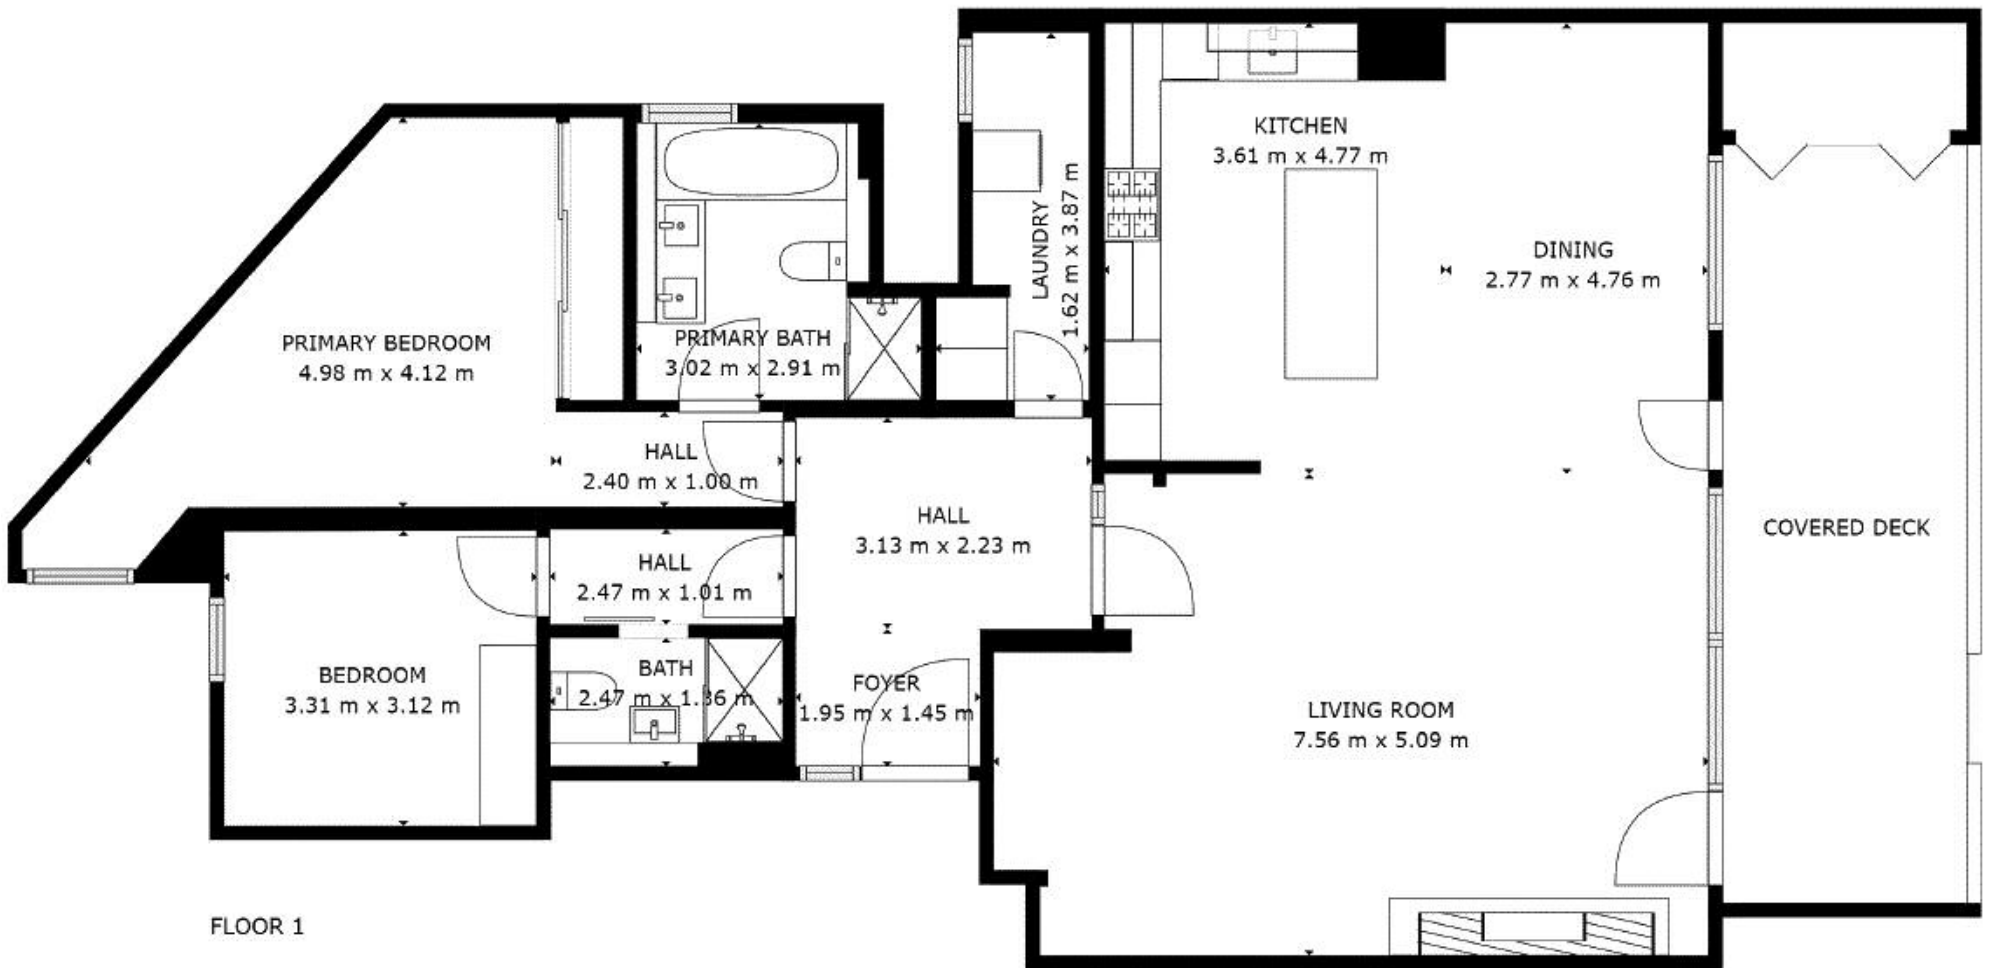 KITCHEN
3.61 m x 4.77 m
LAUNDRY
1.62 m x 3.87 m
DINING
2.77 m x 4.76 m
PRIMARY BEDROOM
4.98 m x 4.12 m
PRIMARY BATH
3.02 m x 2.91 m
HALL
2.40 m x 1.00 m
HALL
3.13 m x 2.23 m
COVERED DECK
HALL
2.47 m x 1.01 m
BEDROOM
3.31 m x 3.12 m
BATH
2.47 m x 1.36 m
FOYER
1.95 m x 1.45 m
LIVING ROOM
7.56 m x 5.09 m
FLOOR 1